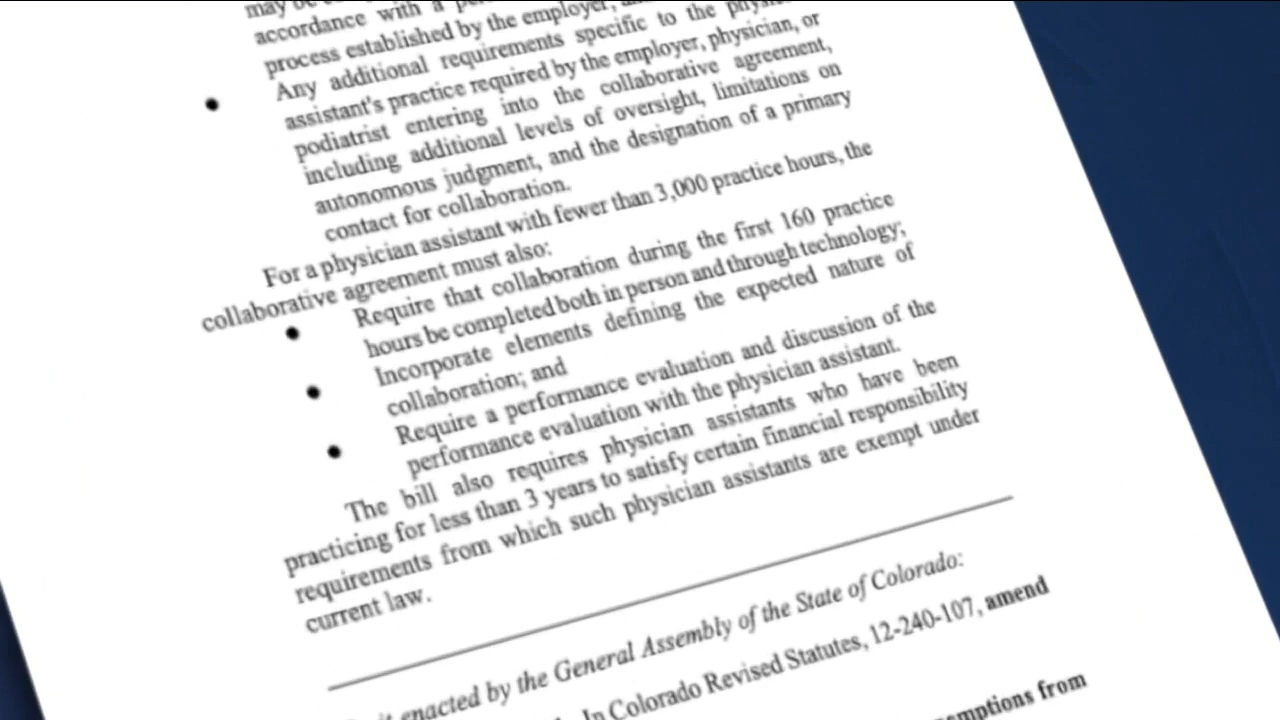 may be
accordance with a
process established by the employer,
• Any additional requirements specific to the
assistant's practice required by the employer, physician, or
podiatrist entering into the collaborative agreement,
including additional levels of oversight, limitations on
autonomous judgment, and the designation of a primary
contact for collaboration.
For a physician assistant with fewer than 3,000 practice hours, the
collaborative agreement must also:
• Require that collaboration during the first 160 practice
hours be completed both in person and through technology;
• Incorporate elements defining the expected nature of
collaboration; and
• Require a performance evaluation and discussion of the
performance evaluation with the physician assistant.
The bill also requires physician assistants who have been
practicing for less than 3 years to satisfy certain financial responsibility
requirements from which such physician assistants are exempt under
current law.
enacted by the General Assembly of the State of Colorado:
In Colorado Revised Statutes, 12-240-107, amend
from